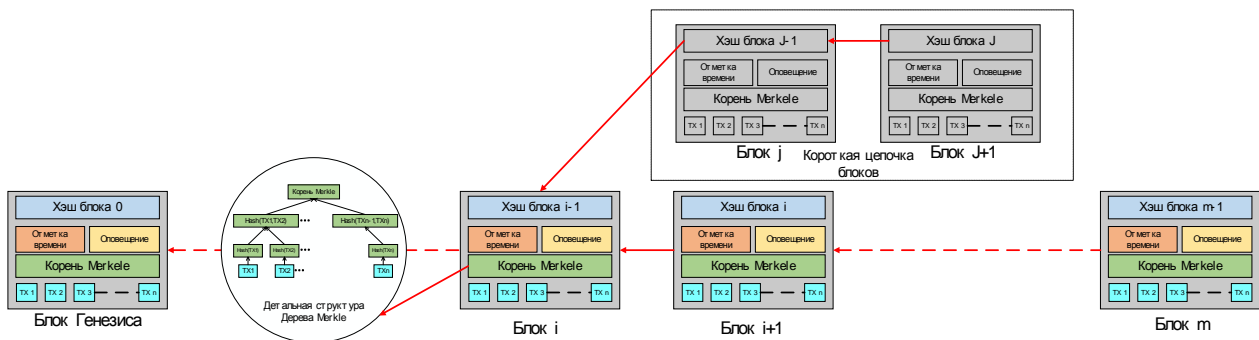 Хэш блока J-1
Хэш блока J
Отметка
времени
Оповещение
Отметка
времени
Оповещение
Корень Merkele
Корень Merkele
TX 1 TX 2 TX 3 TX n
TX 1 TX 2 TX 3 TX n
Блок j
Блок J+1
Короткая цепочка
блоков
Хэш блока 0
Отметка
времени
Оповещение
Корень Merkele
TX 1 TX 2 TX 3 TX n
Блок Генезиса
Корень Merkle
Hash(TX1,TX2) ... Hash(TXn-1,TXn)
Hash(TX1) Hash(TX2) ... Hash(TXn)
TX1 TX2 ... TXn
Детальная структура
Дерева Merkle
Хэш блока i-1
Отметка
времени
Оповещение
Корень Merkele
TX 1 TX 2 TX 3 TX n
Блок i
Хэш блока i
Отметка
времени
Оповещение
Корень Merkele
TX 1 TX 2 TX 3 TX n
Блок i+1
Хэш блока m-1
Отметка
времени
Оповещение
Корень Merkele
TX 1 TX 2 TX 3 TX n
Блок m